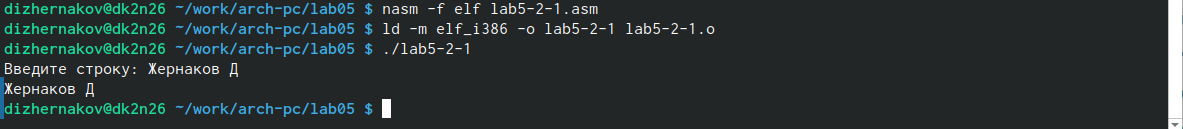 dizhernakov@dk2n26 ~/work/arch-pc/lab05 $ nasm -f elf lab5-2-1.asm
dizhernakov@dk2n26 ~/work/arch-pc/lab05 $ ld -m elf_i386 -o lab5-2-1 lab5-2-1.o
dizhernakov@dk2n26 ~/work/arch-pc/lab05 $ ./lab5-2-1
Введите строку: Жернаков Д
Жернаков Д
dizhernakov@dk2n26 ~/work/arch-pc/lab05 $